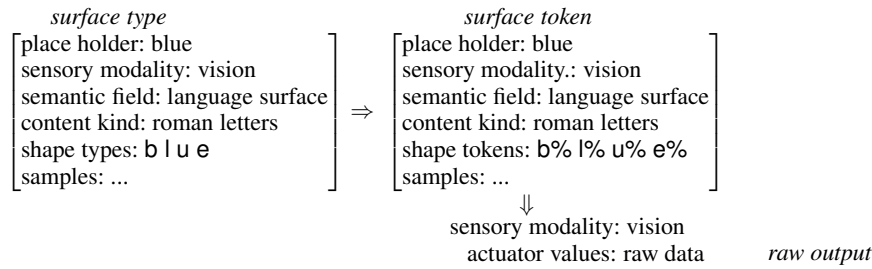 surface type surface token
place holder: blue place holder: blue
sensory modality: vision sensory modality.: vision
semantic field: language surface semantic field: language surface
content kind: roman letters ⇒ content kind: roman letters
shape types: b l u e shape tokens: b% l% u% e%
samples: ... samples: ...
⇓
sensory modality: vision
actuator values: raw data raw output